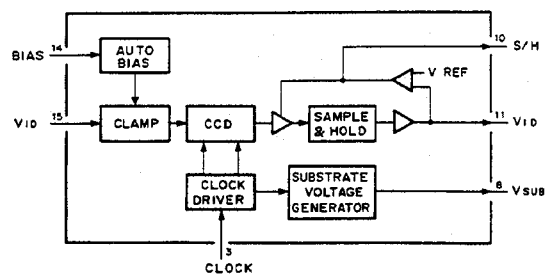 BIAS 14
AUTO
BIAS
10
S/H
V REF
VID 15
CLAMP
CCD
SAMPLE
& HOLD
11
VID
CLOCK
DRIVER
SUBSTRATE
VOLTAGE
GENERATOR
8
VSUB
3
CLOCK